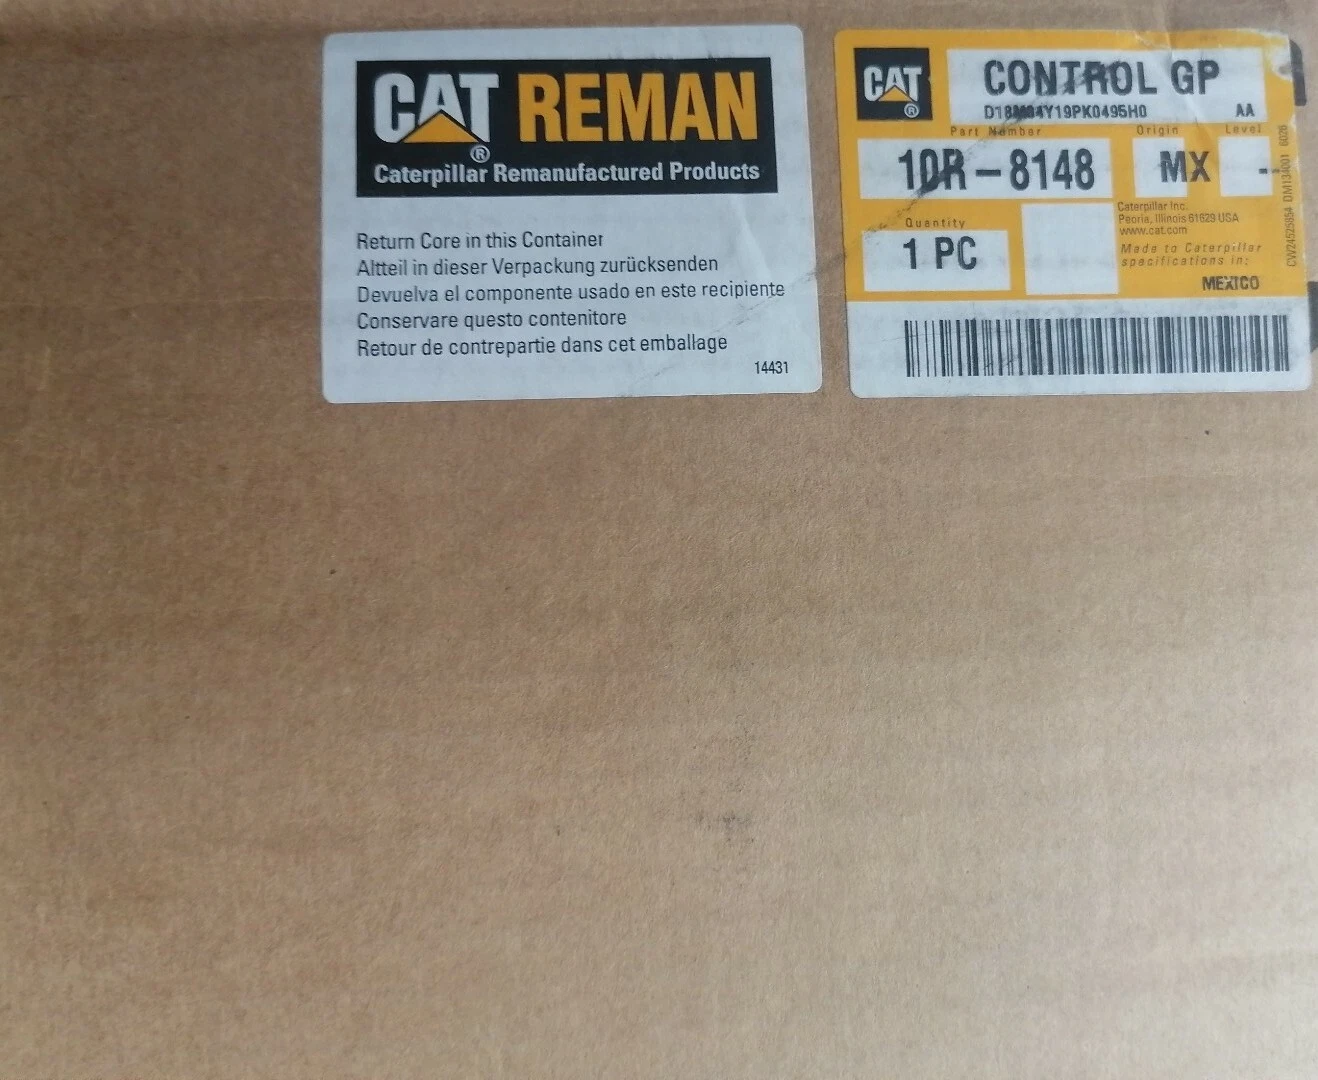 CAT REMAN
®
Caterpillar Remanufactured Products
Return Core in this Container
Altteil in dieser Verpackung zurücksenden
Devuelva el componente usado en este recipiente
Conservare questo contenitore
Retour de contrepartie dans cet emballage
14431
CAT
®
CONTROL GP
D18M04Y19PK0495H0 AA
Part Number Origin Level
10R-8148 MX --
Quantity
1 PC
Caterpillar Inc.
Peoria, Illinois 61629 USA
www.cat.com
Made to Caterpillar
specifications in:
MEXICO